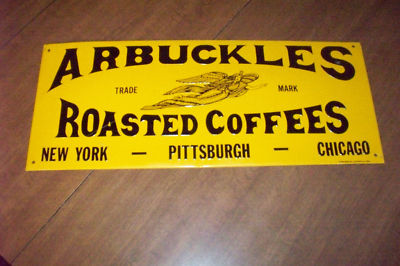 ARBUCKLES
TRADE MARK
ROASTED COFFEES
NEW YORK — PITTSBURGH — CHICAGO